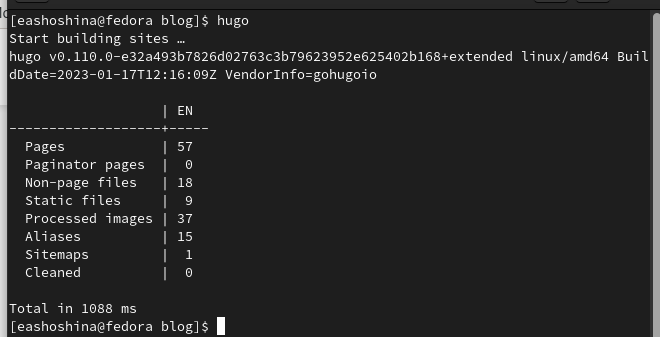 [eashoshina@fedora blog]$ hugo
Start building sites …
hugo v0.110.0-e32a493b7826d02763c3b79623952e625402b168+extended linux/amd64 Buil
dDate=2023-01-17T12:16:09Z VendorInfo=gohugoio
                   | EN
-------------------+-----
  Pages            | 57
  Paginator pages  |  0
  Non-page files   | 18
  Static files     |  9
  Processed images | 37
  Aliases          | 15
  Sitemaps         |  1
  Cleaned          |  0
Total in 1088 ms
[eashoshina@fedora blog]$